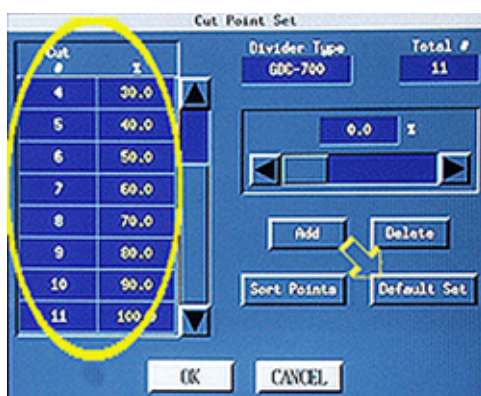 Cut Point Set
Cut # %
4 30.0
5 40.0
6 50.0
7 60.0
8 70.0
9 80.0
10 90.0
11 100.0
Divider Type
GDC-700
Total #
11
0.0 %
Add
Delete
Sort Points
Default Set
OK
CANCEL